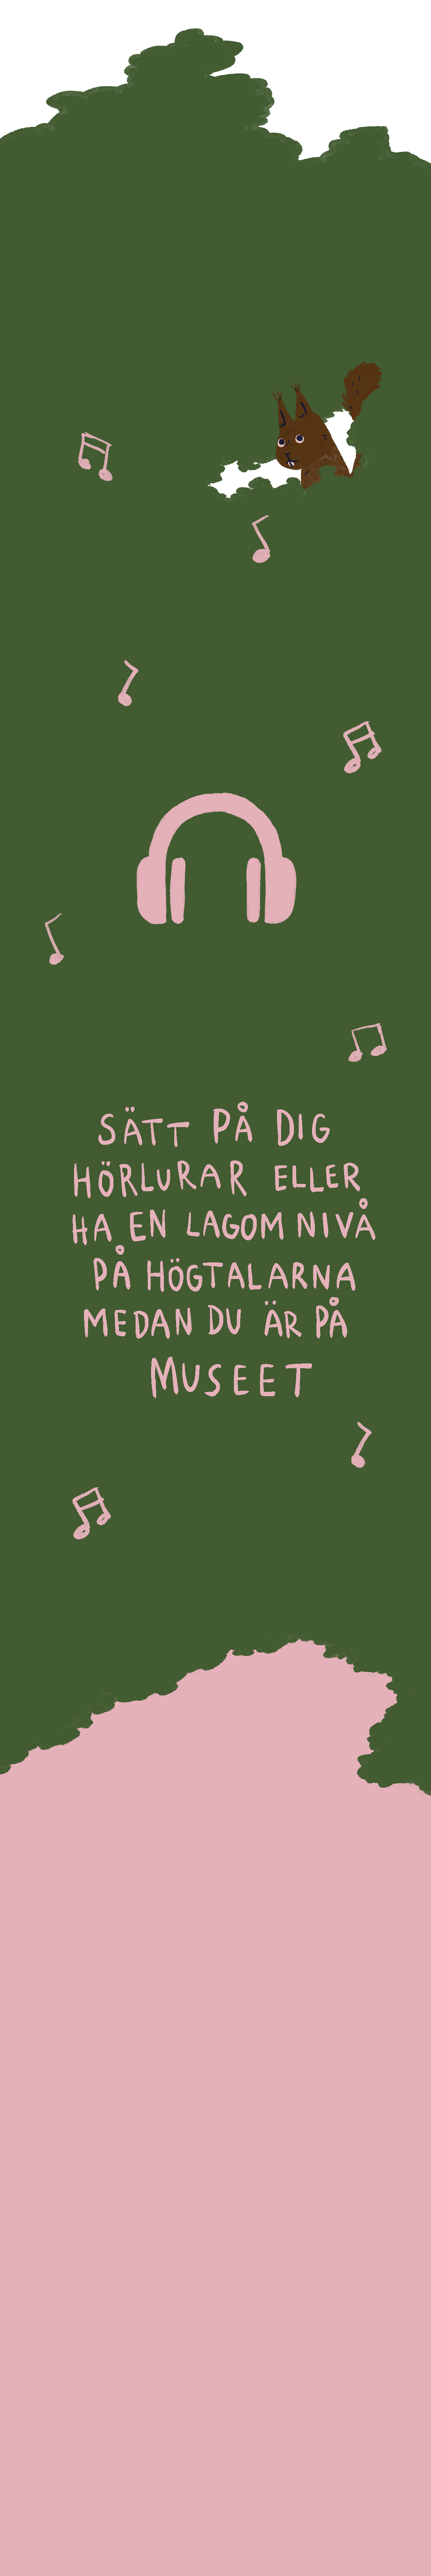 SÄTT PÅ DIG
HÖRLURAR ELLER
HA EN LAGOM NIVÅ
PÅ HÖGTALARNA
MEDAN DU ÄR PÅ
MUSEET